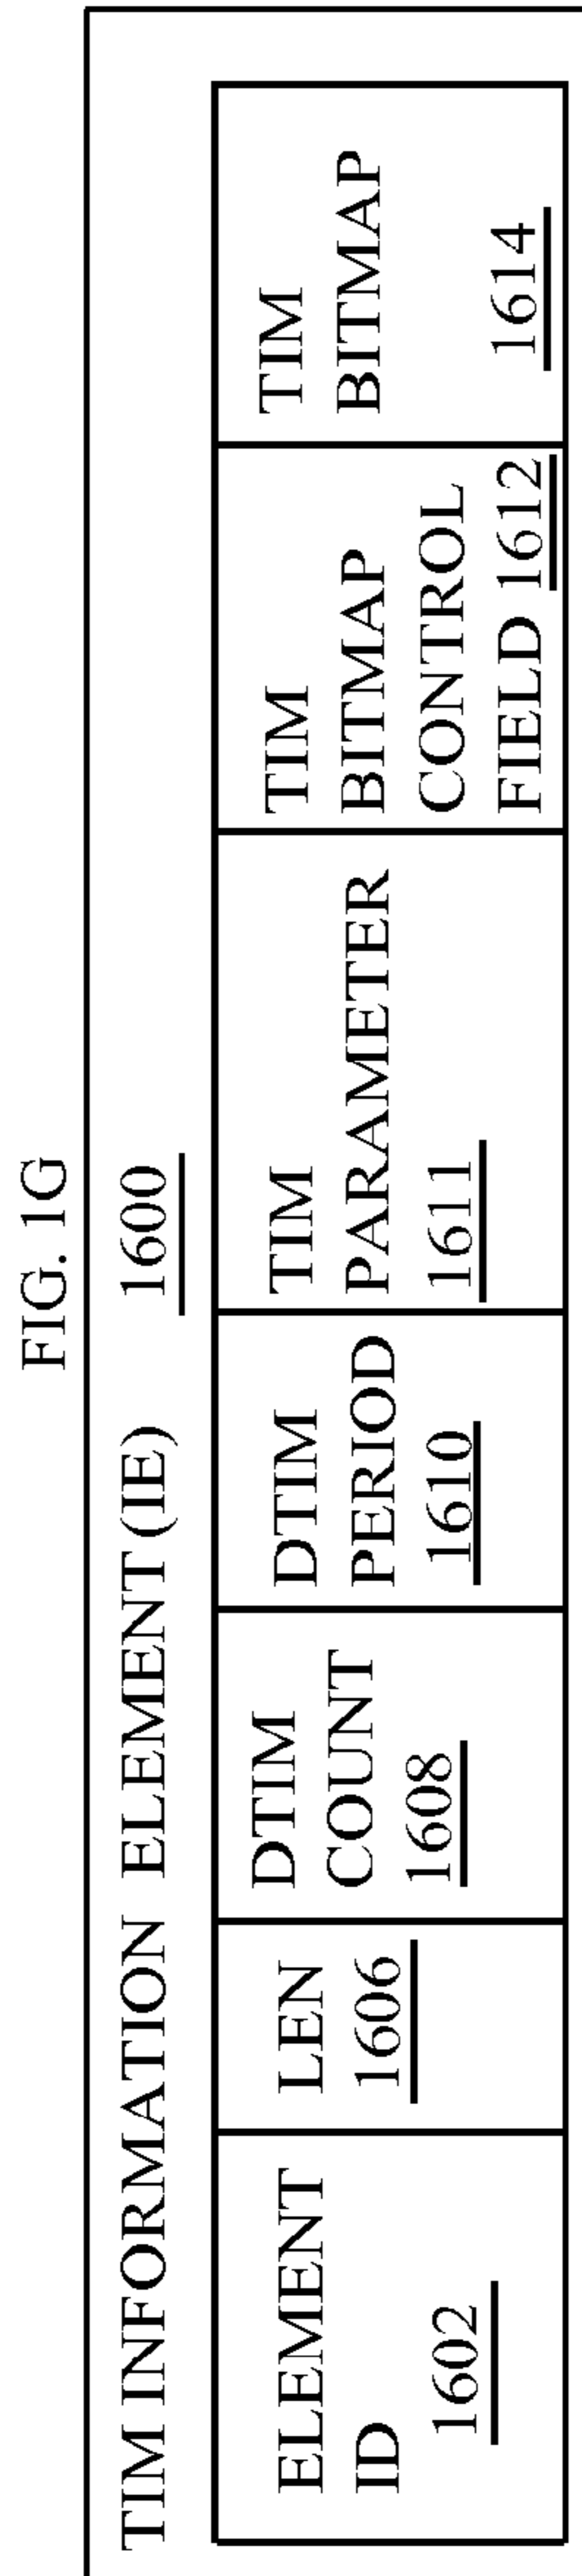 FIG. 1G
TIM INFORMATION ELEMENT (IE) 1600
ELEMENT
ID
1602
LEN
1606
DTIM
COUNT
1608
DTIM
PERIOD
1610
TIM
PARAMETER
1611
TIM
BITMAP
CONTROL
FIELD 1612
TIM
BITMAP
1614